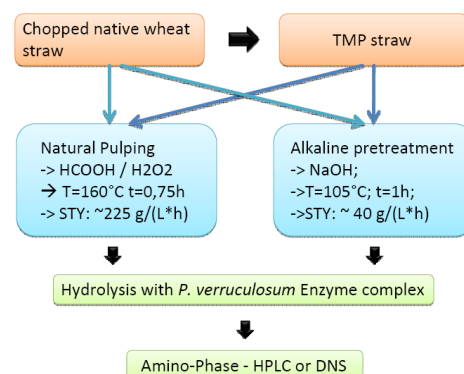 Chopped native wheat
straw
TMP straw
Natural Pulping
-> HCOOH / H2O2
→ T=160°C t=0,75h
-> STY: ~225 g/(L*h)
Alkaline pretreatment
-> NaOH;
->T=105°C; t=1h;
->STY: ~ 40 g/(L*h)
Hydrolysis with P. verruculosum Enzyme complex
Amino-Phase - HPLC or DNS